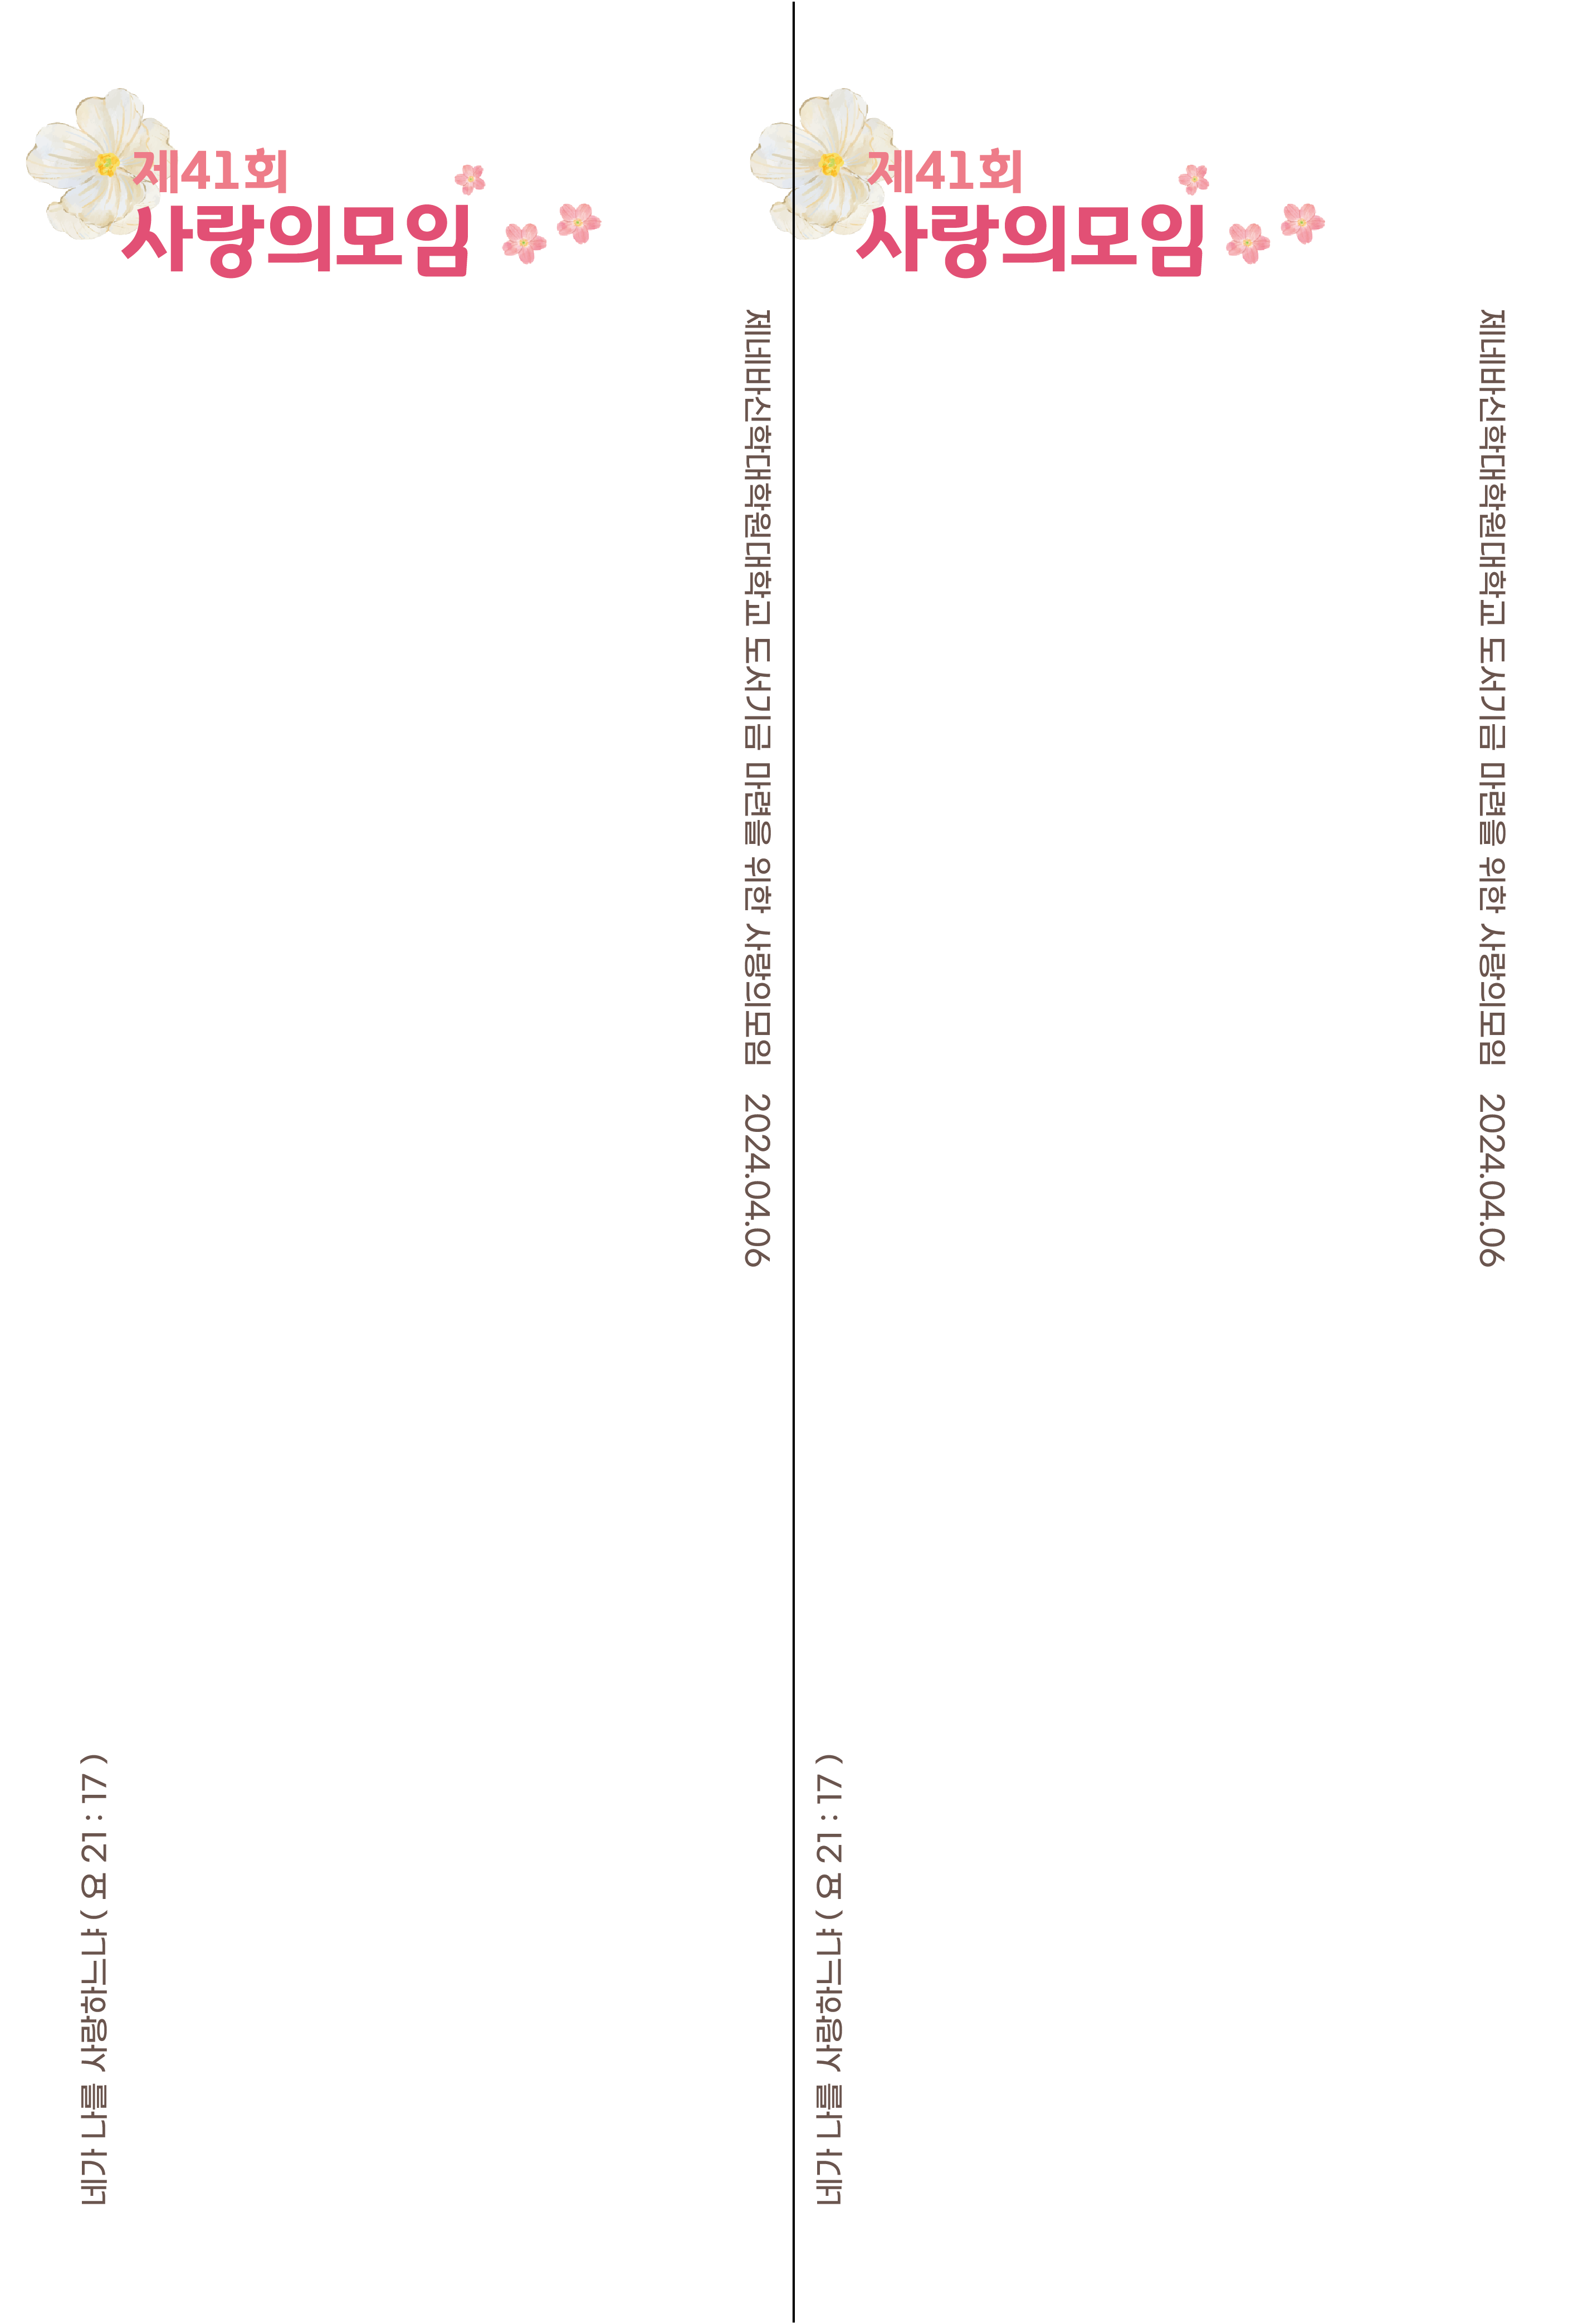 제41회
사랑의모임
제네바신학대학원대학교 도서기금 마련을 위한 사랑의모임 2024.04.06
네가 나를 사랑하느냐 ( 요 21 : 17 )
제41회
사랑의모임
제네바신학대학원대학교 도서기금 마련을 위한 사랑의모임 2024.04.06
네가 나를 사랑하느냐 ( 요 21 : 17 )